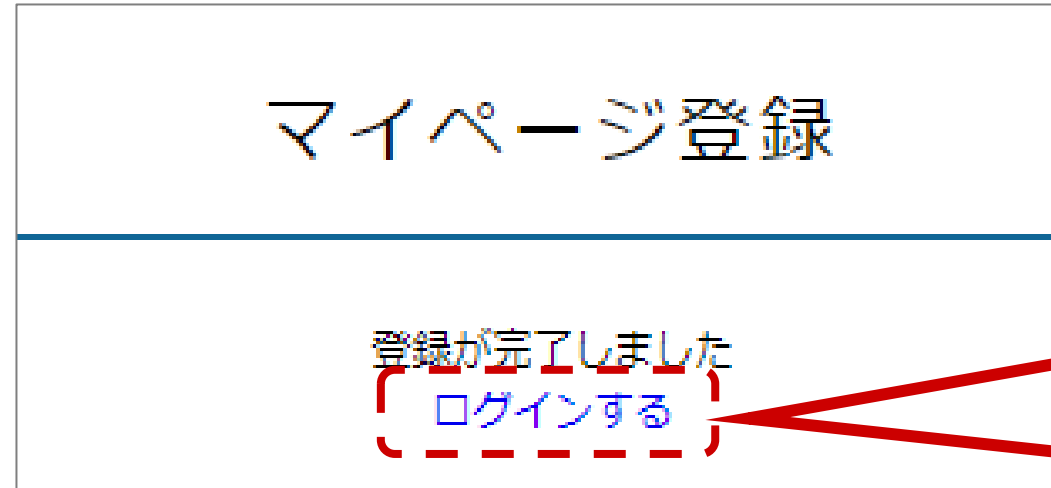 マイページ登録
登録が完了しました
ログインする